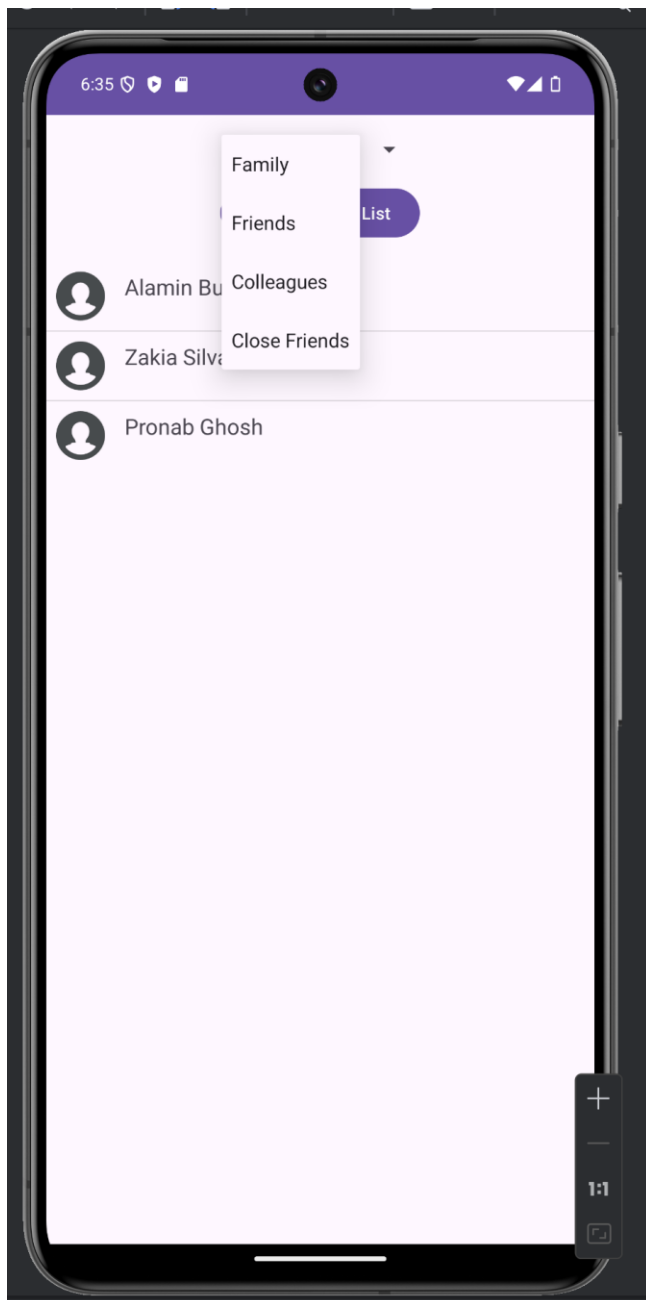 6:35
Family
Friends
List
Colleagues
Alamin Bu
Close Friends
Zakia Silva
Pronab Ghosh
1:1